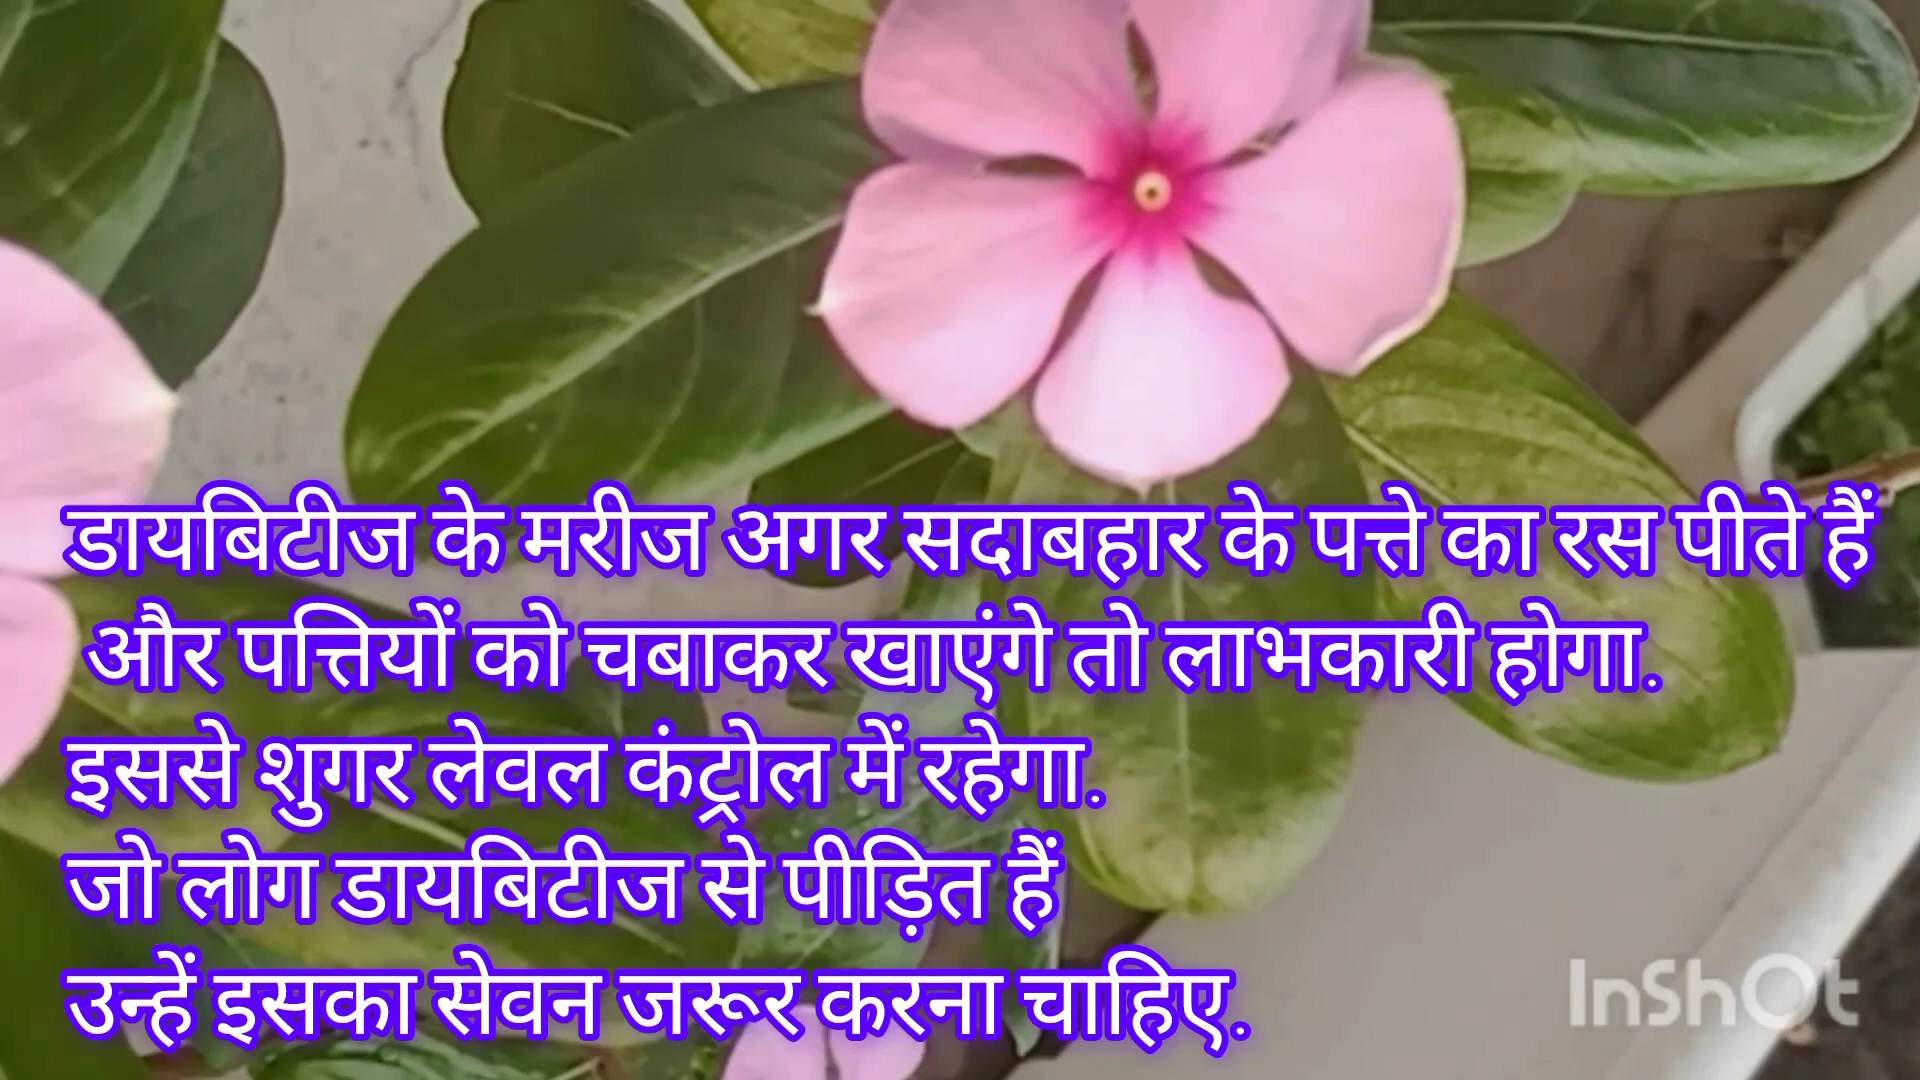 डायबिटीज के मरीज अगर सदाबहार के पत्ते का रस पीते हैं
और पत्तियों को चबाकर खाएंगे तो लाभकारी होगा.
इससे शुगर लेवल कंट्रोल में रहेगा.
जो लोग डायबिटीज से पीड़ित हैं
उन्हें इसका सेवन जरूर करना चाहिए.
InShOt